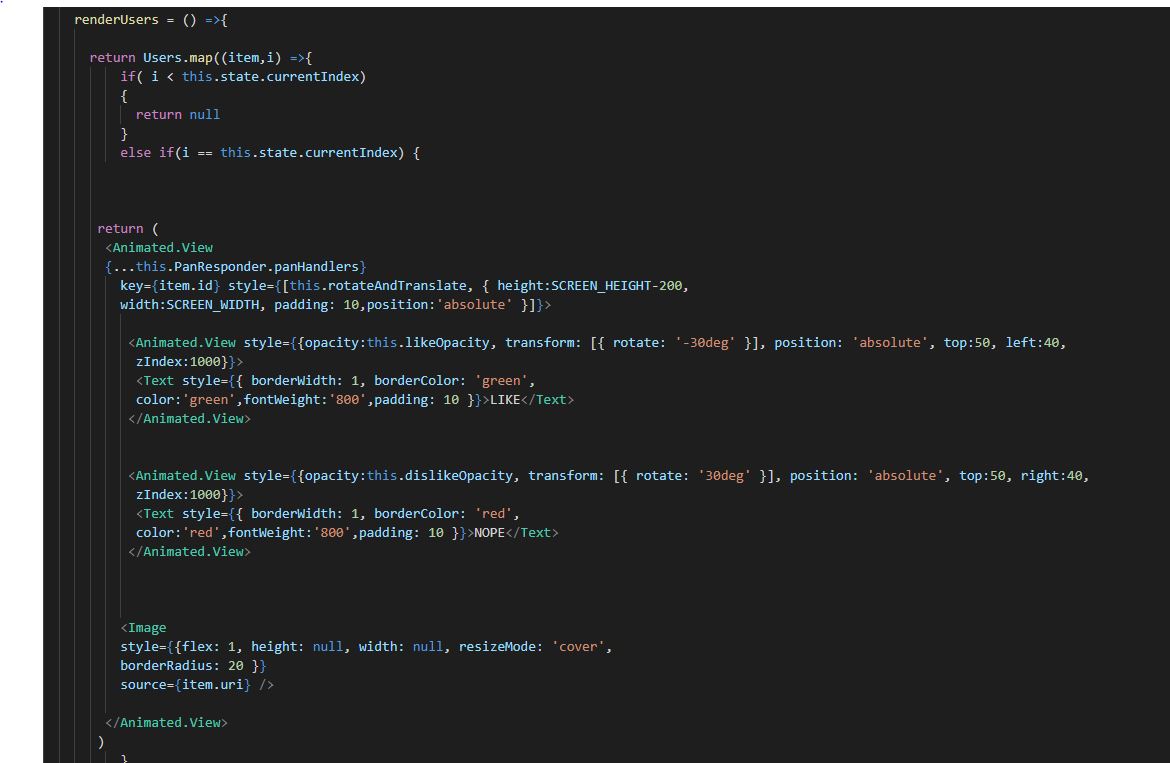 renderUsers = () =>{
return Users.map((item,i) =>{
if( i < this.state.currentIndex)
{
return null
}
else if(i == this.state.currentIndex) {
return (
<Animated.View
{...this.PanResponder.panHandlers}
key={item.id} style={[this.rotateAndTranslate, { height:SCREEN_HEIGHT-200,
width:SCREEN_WIDTH, padding: 10,position:'absolute' }]}>
<Animated.View style={{opacity:this.likeOpacity, transform: [{ rotate: '-30deg' }], position: 'absolute', top:50, left:40,
zIndex:1000}}>
<Text style={{ borderWidth: 1, borderColor: 'green',
color:'green',fontWeight:'800',padding: 10 }}>LIKE</Text>
</Animated.View>
<Animated.View style={{opacity:this.dislikeOpacity, transform: [{ rotate: '30deg' }], position: 'absolute', top:50, right:40,
zIndex:1000}}>
<Text style={{ borderWidth: 1, borderColor: 'red',
color:'red',fontWeight:'800',padding: 10 }}>NOPE</Text>
</Animated.View>
<Image
style={{flex: 1, height: null, width: null, resizeMode: 'cover',
borderRadius: 20 }}
source={item.uri} />
</Animated.View>
)
}